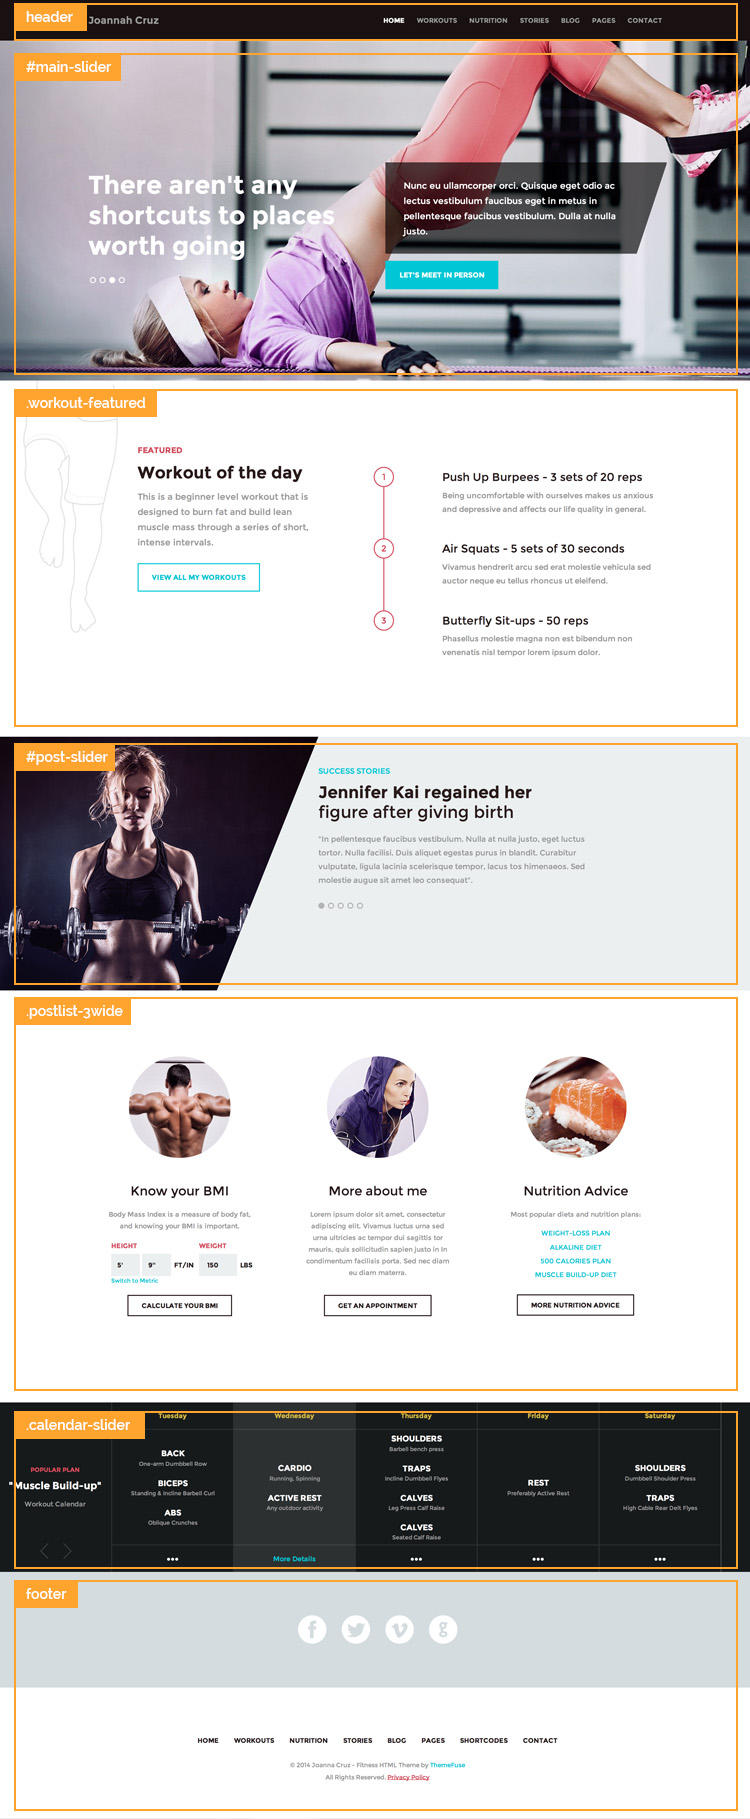 header
Joannah Cruz
HOME WORKOUTS NUTRITION STORIES BLOG PAGES CONTACT
#main-slider
There aren't any
shortcuts to places
worth going
Nunc eu ullamcorper orci. Quisque eget odio ac
lectus vestibulum faucibus eget in metus in
pellentesque faucibus vestibulum. Dulla at nulla
justo.
LET'S MEET IN PERSON
.workout-featured
FEATURED
Workout of the day
This is a beginner level workout that is
designed to burn fat and build lean
muscle mass through a series of short,
intense intervals.
VIEW ALL MY WORKOUTS
1
Push Up Burpees - 3 sets of 20 reps
Being uncomfortable with ourselves makes us anxious
and depressive and affects our life quality in general.
2
Air Squats - 5 sets of 30 seconds
Vivamus hendrerit arcu sed erat molestie vehicula sed
auctor neque eu tellus rhoncus ut eleifend.
3
Butterfly Sit-ups - 50 reps
Phasellus molestie magna non est bibendum non
venenatis nisl tempor lorem ipsum dolor.
#post-slider
SUCCESS STORIES
Jennifer Kai regained her
figure after giving birth
"In pellentesque faucibus vestibulum. Nulla at nulla justo, eget luctus
tortor. Nulla facilisi. Duis aliquet egestas purus in blandit. Curabitur
vulputate, ligula lacinia scelerisque tempor, lacus tos himenaeos. Sed
molestie augue sit amet leo consequat".
.postlist-3wide
Know your BMI
Body Mass Index is a measure of body fat,
and knowing your BMI is important.
HEIGHT WEIGHT
5' 9" FT/IN 150 LBS
Switch to Metric
CALCULATE YOUR BMI
More about me
Lorem ipsum dolor sit amet, consectetur
adipiscing elit. Vivamus luctus urna sed
urna ultricies ac tempor dui sagittis tor
mauris, quis sollicitudin sapien justo in In
condimentum facilisis porta. Sed nec diam
eu diam materra.
GET AN APPOINTMENT
Nutrition Advice
Most popular diets and nutrition plans:
WEIGHT-LOSS PLAN
ALKALINE DIET
500 CALORIES PLAN
MUSCLE BUILD-UP DIET
MORE NUTRITION ADVICE
.calendar-slider
POPULAR PLAN
"Muscle Build-up"
Workout Calendar
Tuesday
BACK
One-arm Dumbbell Row
BICEPS
Standing & Incline Barbell Curl
ABS
Oblique Crunches
Wednesday
CARDIO
Running, Spinning
ACTIVE REST
Any outdoor activity
More Details
Thursday
SHOULDERS
Barbell bench press
TRAPS
Incline Dumbbell Flyes
CALVES
Leg Press Calf Raise
CALVES
Seated Calf Raise
Friday
REST
Preferably Active Rest
Saturday
SHOULDERS
Dumbbell Shoulder Press
TRAPS
High Cable Rear Delt Flyes
footer
HOME WORKOUTS NUTRITION STORIES BLOG PAGES SHORTCODES CONTACT
© 2014 Joanna Cruz - Fitness HTML Theme by ThemeFuse
All Rights Reserved. Privacy Policy